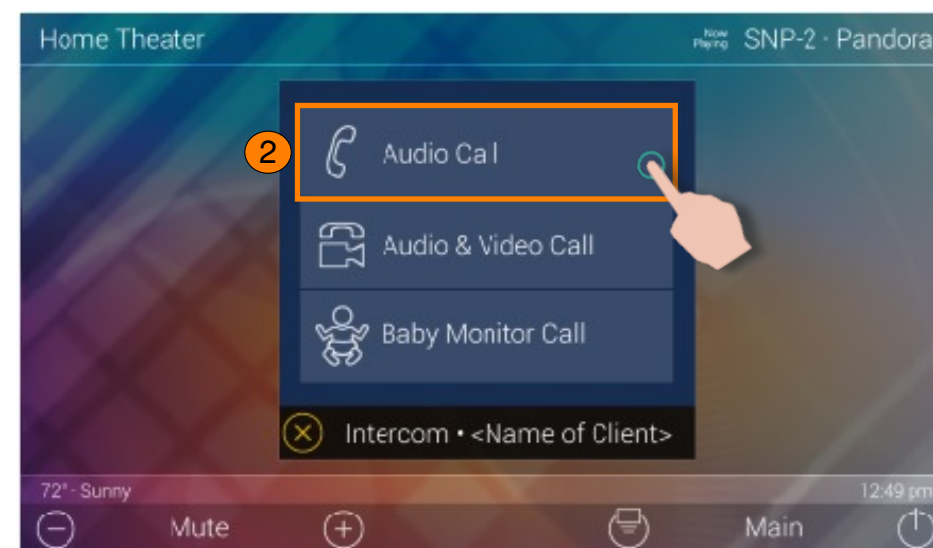 Home Theater
Now Playing SNP-2 · Pandora
2
Audio Call
Audio & Video Call
Baby Monitor Call
Intercom • <Name of Client>
72° - Sunny
12:49 pm
Mute
Main